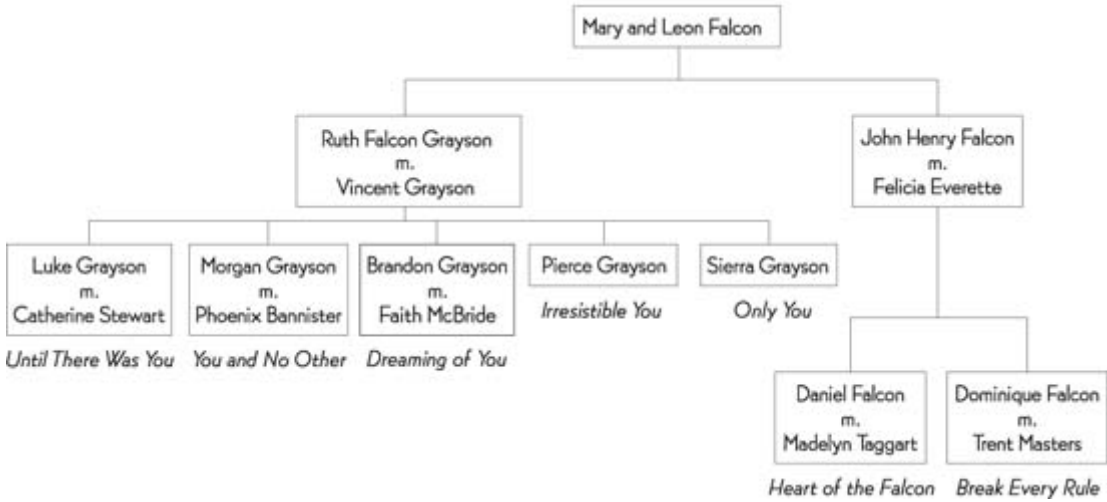 Mary and Leon Falcon
Ruth Falcon Grayson
m.
Vincent Grayson
John Henry Falcon
m.
Felicia Everette
Luke Grayson
m.
Catherine Stewart
Until There Was You
Morgan Grayson
m.
Phoenix Bannister
You and No Other
Brandon Grayson
m.
Faith McBride
Dreaming of You
Pierce Grayson
Irresistible You
Sierra Grayson
Only You
Daniel Falcon
m.
Madelyn Taggart
Heart of the Falcon
Dominique Falcon
m.
Trent Masters
Break Every Rule